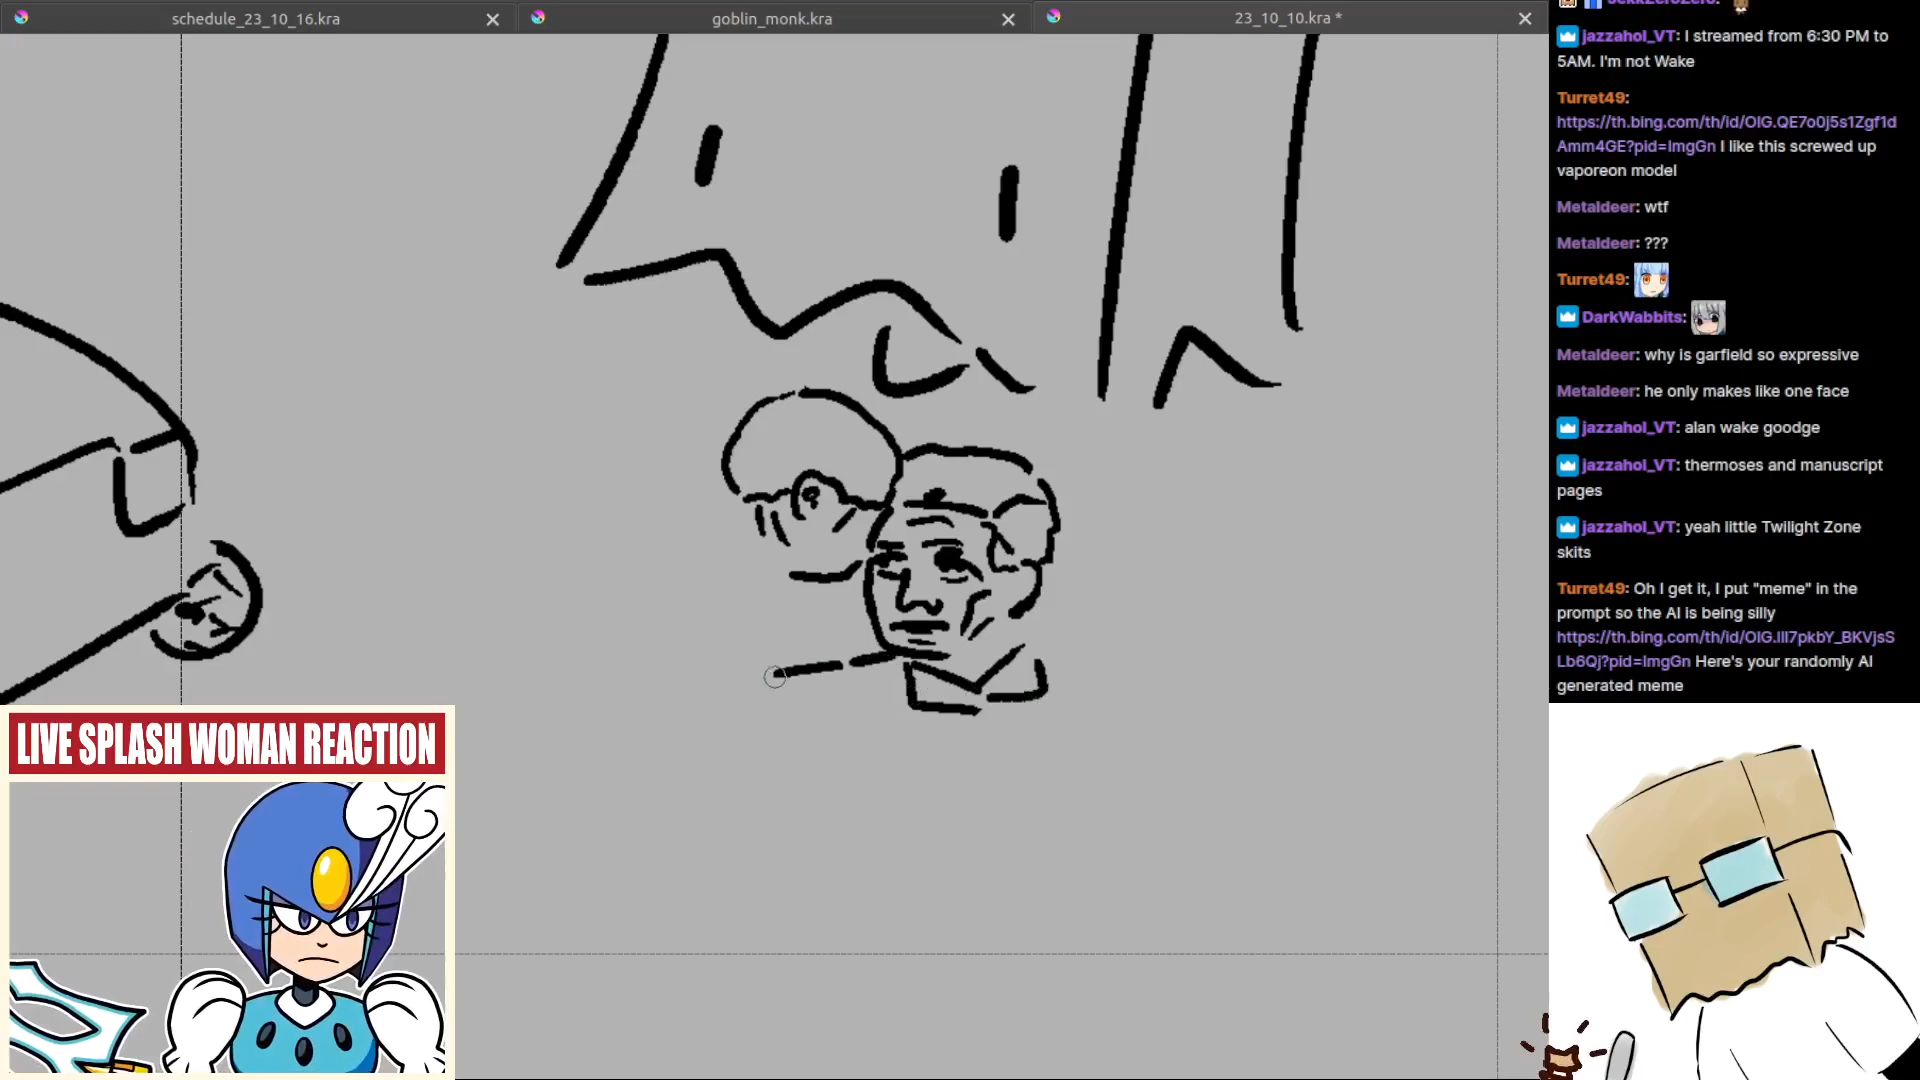 schedule_23_10_16.kra
goblin_monk.kra
23_10_10.kra *
jazzahol_VT: I streamed from 6:30 PM to
5AM. I'm not Wake
Turret49:
https://th.bing.com/th/id/OIG.QE7o0j5s1Zgf1d
Amm4GE?pid=ImgGn I like this screwed up
vaporeon model
Metaldeer: wtf
Metaldeer: ???
Turret49:
DarkWabbits:
Metaldeer: why is garfield so expressive
Metaldeer: he only makes like one face
jazzahol_VT: alan wake goodge
jazzahol_VT: thermoses and manuscript
pages
jazzahol_VT: yeah little Twilight Zone
skits
Turret49: Oh I get it, I put "meme" in the
prompt so the AI is being silly
https://th.bing.com/th/id/OIG.lll7pkbY_BKVjsS
Lb6Qj?pid=ImgGn Here's your randomly AI
generated meme
LIVE SPLASH WOMAN REACTION